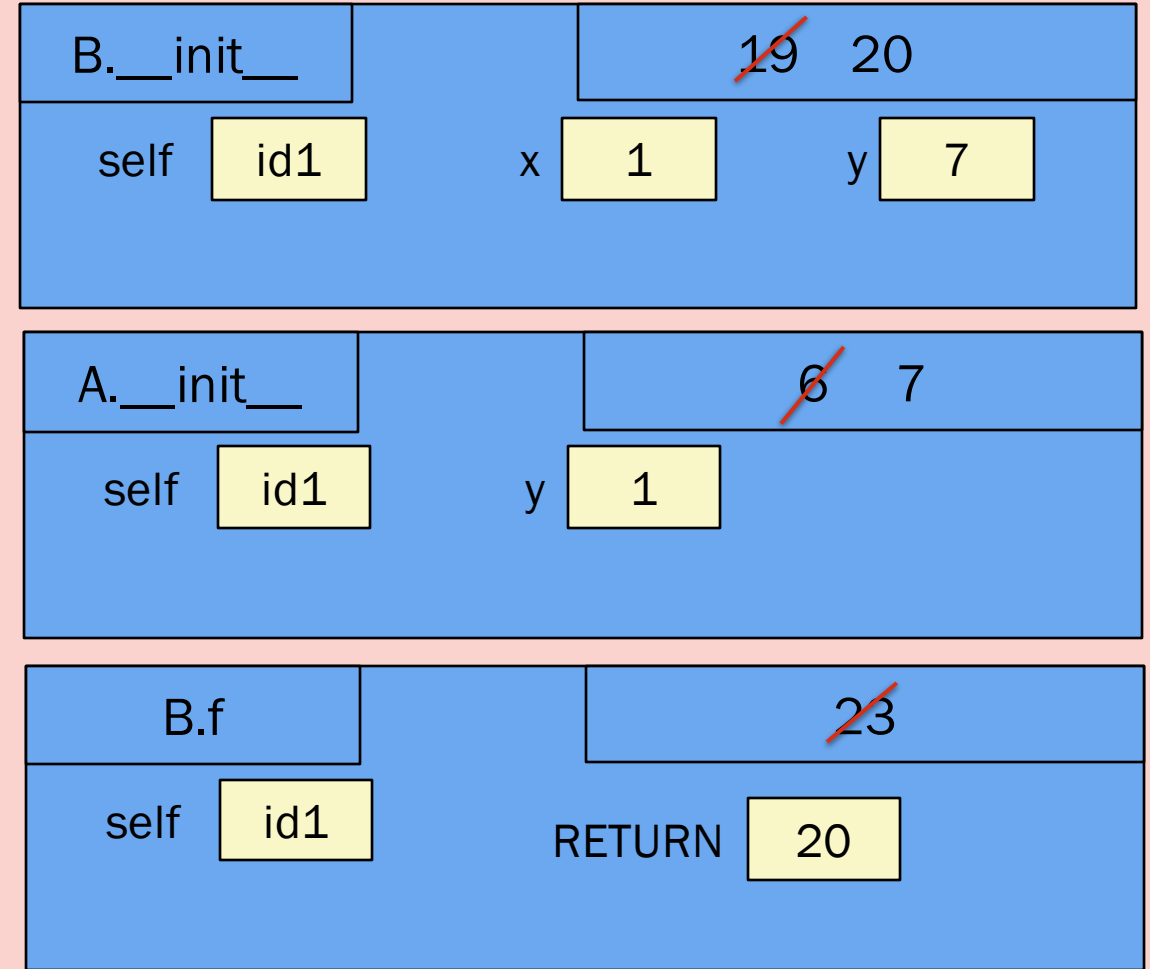 B.__init__ 19 20
self id1 x 1 y 7
A.__init__ 6 7
self id1 y 1
B.f 23
self id1 RETURN 20